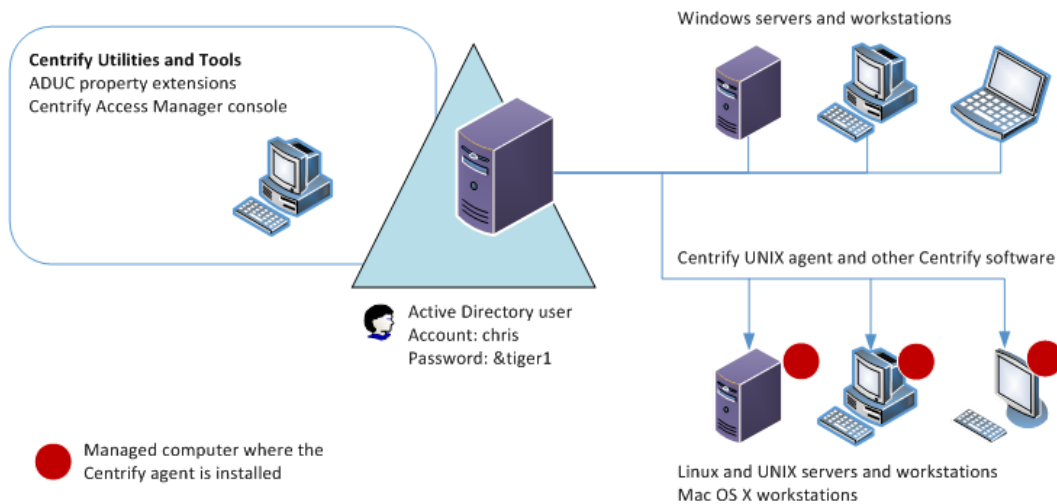 Windows servers and workstations
Centrify Utilities and Tools
ADUC property extensions
Centrify Access Manager console
Centrify UNIX agent and other Centrify software
Active Directory user
Account: chris
Password: &tiger1
Managed computer where the
Centrify agent is installed
Linux and UNIX servers and workstations
Mac OS X workstations